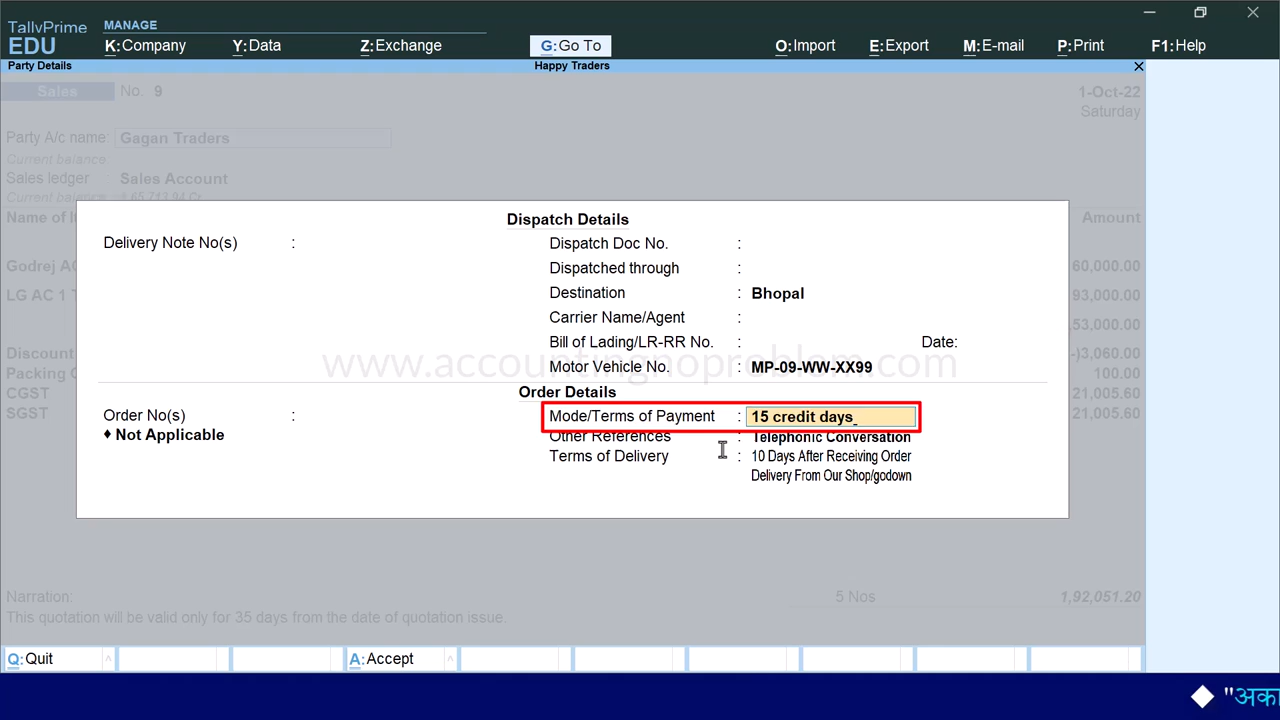 TallyPrime
EDU
MANAGE
K:Company Y:Data Z:Exchange G:Go To O:Import E:Export M:E-mail P:Print F1:Help
Party Details Happy Traders
Sales No. 9 1-Oct-22
Saturday
Party A/c name: Gagan Traders
Current balance:
Sales ledger : Sales Account
Current balance
Name of It Amount
Dispatch Details
Delivery Note No(s) : Dispatch Doc No. :
Godrej AC Dispatched through : 60,000.00
LG AC 1 T Destination : Bhopal 93,000.00
Carrier Name/Agent : ,53,000.00
Bill of Lading/LR-RR No. : Date:
Discount (-)3,060.00
www.accountingnoproblem.com
Packing C Motor Vehicle No. : MP-09-WW-XX99 100.00
CGST Order Details 21,005.60
SGST Order No(s) : Mode/Terms of Payment : 15 credit days 21,005.60
♦ Not Applicable Other References : Telephonic Conversation
Terms of Delivery : 10 Days After Receiving Order
Delivery From Our Shop/godown
Narration: 5 Nos 1,92,051.20
This quotation will be valid only for 35 days from the date of quotation issue.
Q:Quit A:Accept
◆ "अका